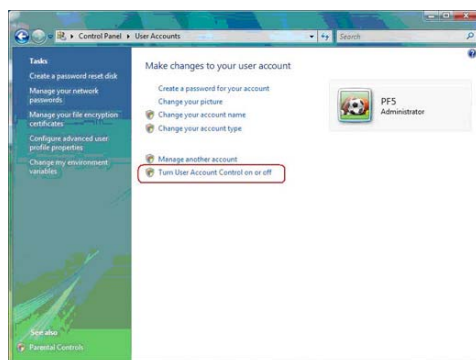 Control Panel ▸ User Accounts
Search
Tasks
Create a password reset disk
Manage your network
passwords
Manage your file encryption
certificates
Configure advanced user
profile properties
Change my environment
variables
See also
Parental Controls
Make changes to your user account
Create a password for your account
Change your picture
Change your account name
Change your account type
Manage another account
Turn User Account Control on or off
PF5
Administrator